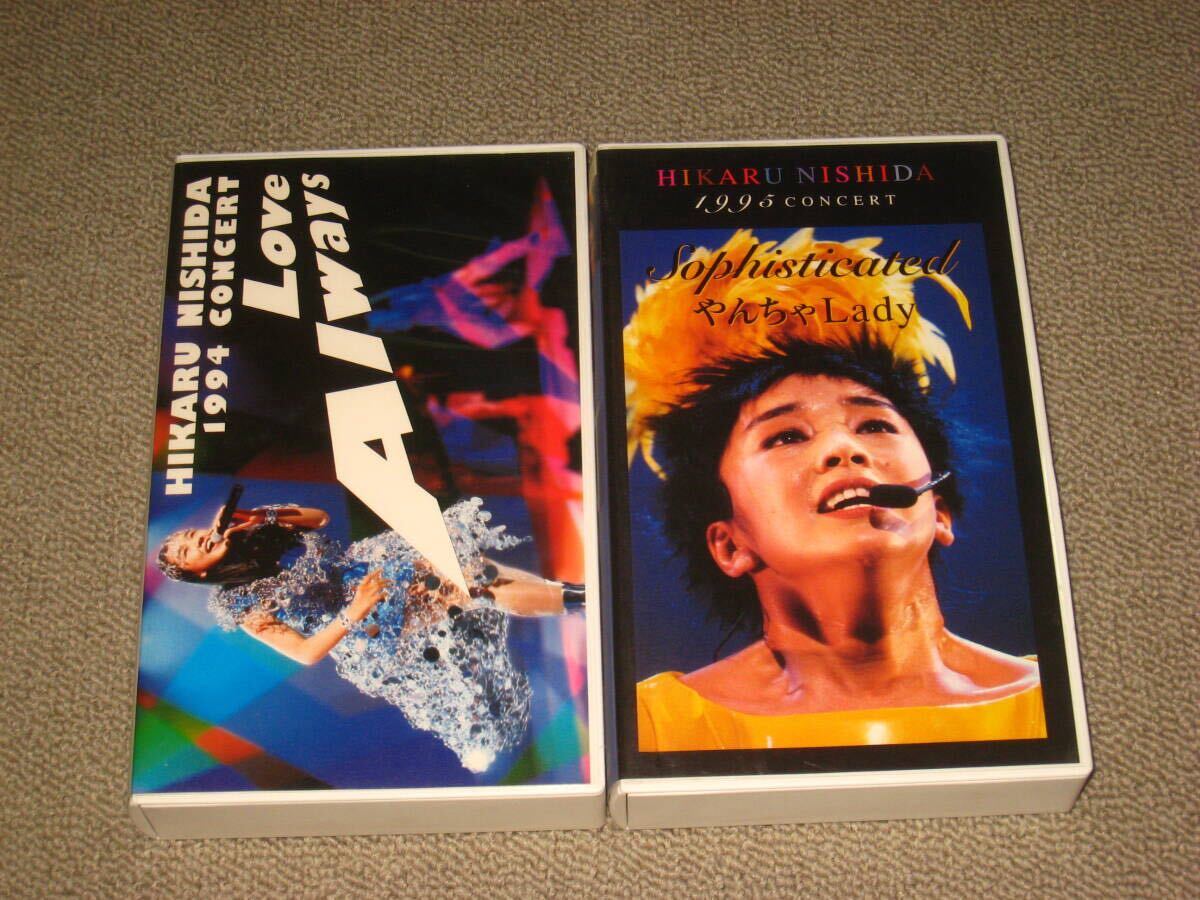 HIKARU NISHIDA
1994 CONCERT
Love
Always
HIKARU NISHIDA
1995 CONCERT
Sophisticated
やんちゃLady